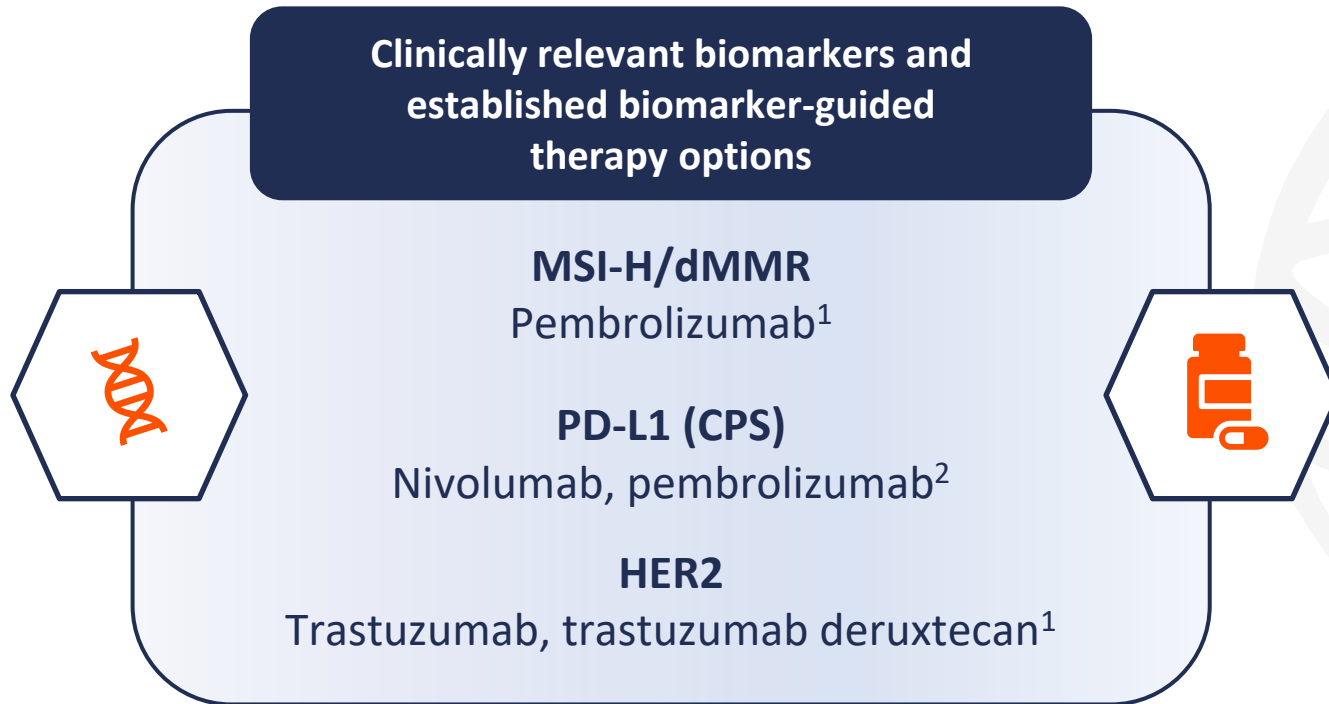 Clinically relevant biomarkers and
established biomarker-guided
therapy options
MSI-H/dMMR
Pembrolizumab¹
PD-L1 (CPS)
Nivolumab, pembrolizumab²
HER2
Trastuzumab, trastuzumab deruxtecan¹